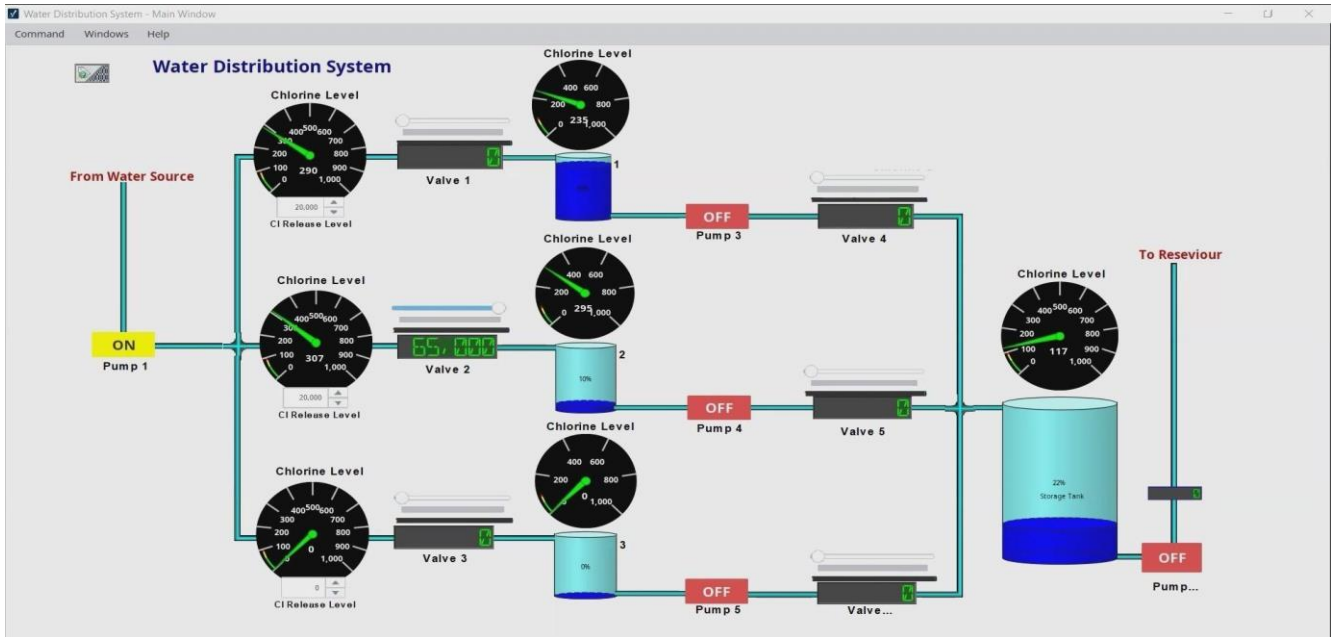 Water Distribution System - Main Window
Command Windows Help
Water Distribution System
Chlorine Level
400 600
200 800
0 1,000
235
1
Chlorine Level
400 500 600
300 700
200 800
100 900
0 1,000
290
20,000
Cl Release Level
0
Valve 1
From Water Source
OFF
Pump 3
0
Valve 4
Chlorine Level
400 600
200 800
0 1,000
295
2
10%
Chlorine Level
400 500 600
300 700
200 800
100 900
0 1,000
307
20,000
Cl Release Level
65,000
Valve 2
ON
Pump 1
OFF
Pump 4
0
Valve 5
To Reseviour
Chlorine Level
400 500 600
300 700
200 800
100 900
0 1,000
117
22%
Storage Tank
0
OFF
Pump...
Chlorine Level
400 600
200 800
0 1,000
0
3
0%
Chlorine Level
400 500 600
300 700
200 800
100 900
0 1,000
0
0
Cl Release Level
0
Valve 3
OFF
Pump 5
0
Valve...